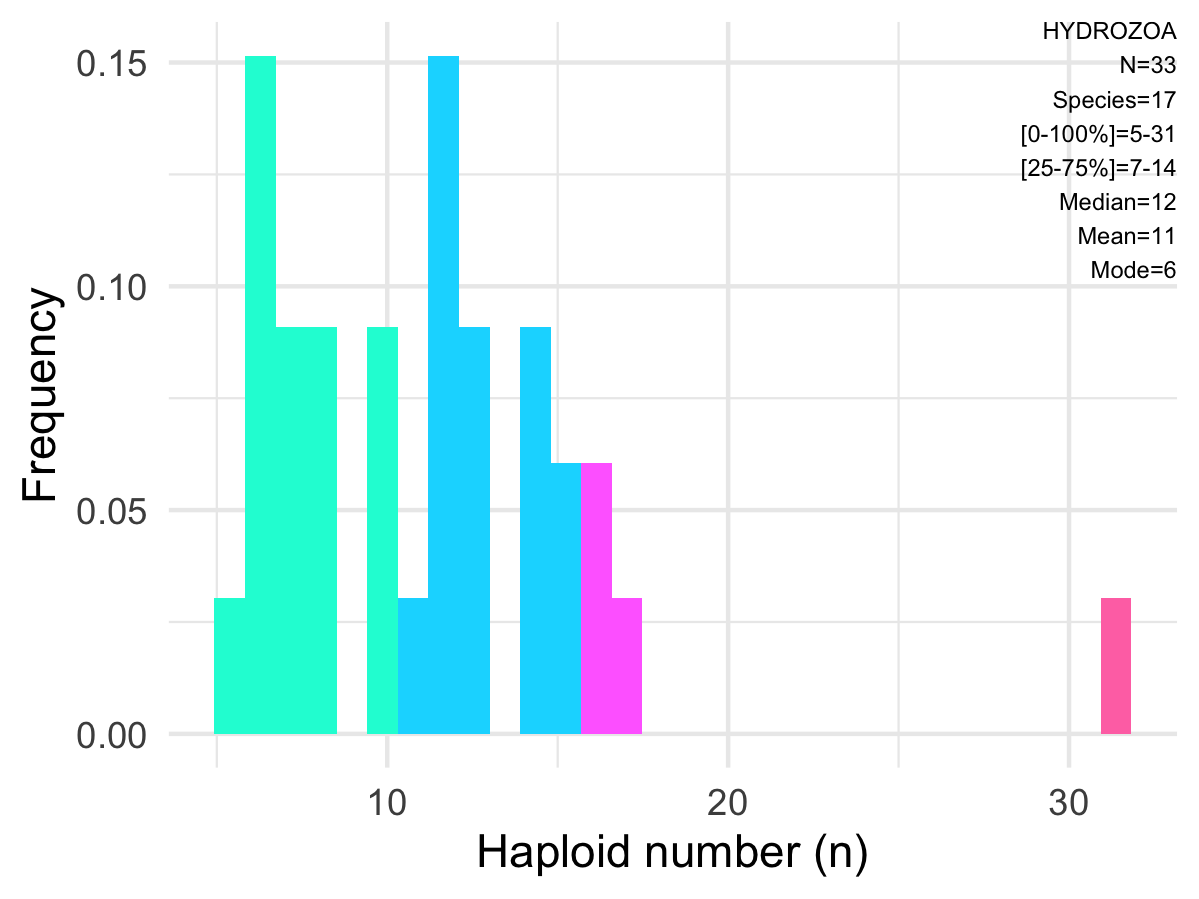 HYDROZOA
N=33
Species=17
[0-100%]=5-31
[25-75%]=7-14
Median=12
Mean=11
Mode=6
0.15
0.10
0.05
0.00
Frequency
10 20 30
Haploid number (n)